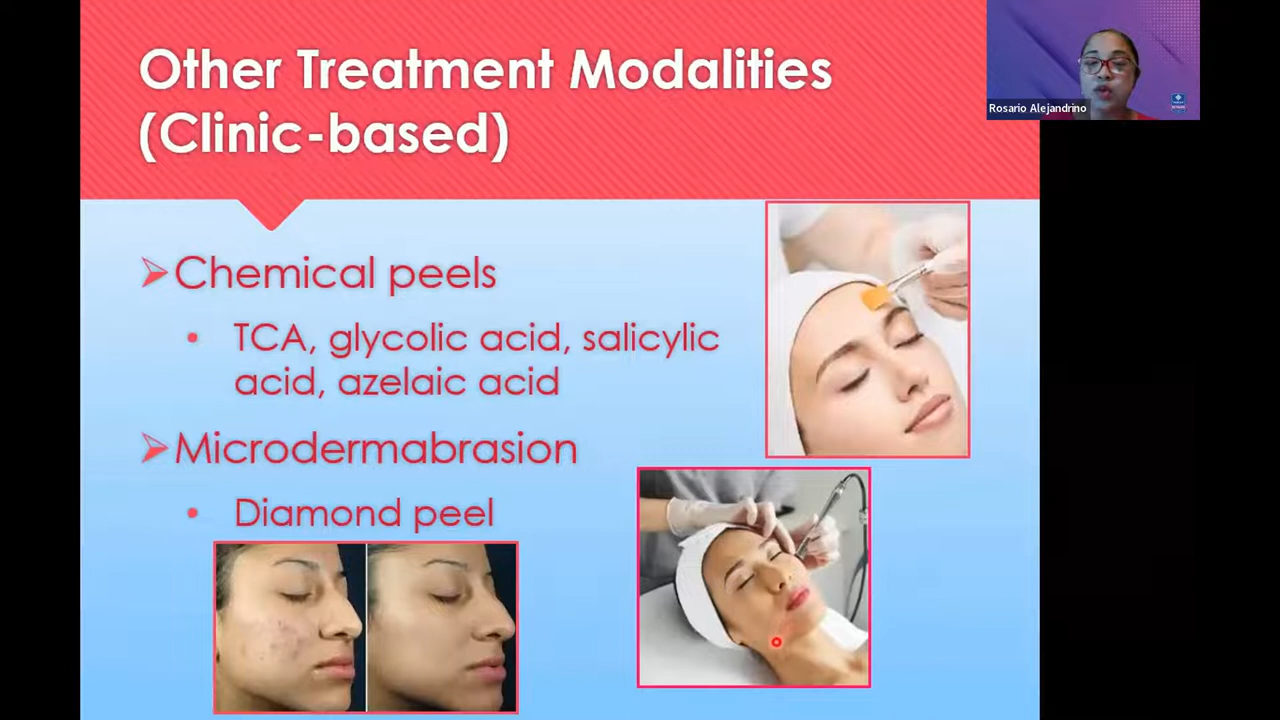 Other Treatment Modalities
(Clinic-based)
Rosario Alejandrino
Chemical peels
TCA, glycolic acid, salicylic
acid, azelaic acid
Microdermabrasion
Diamond peel